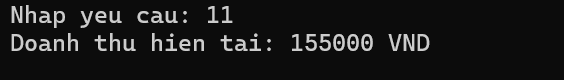 Nhap yeu cau: 11
Doanh thu hien tai: 155000 VND